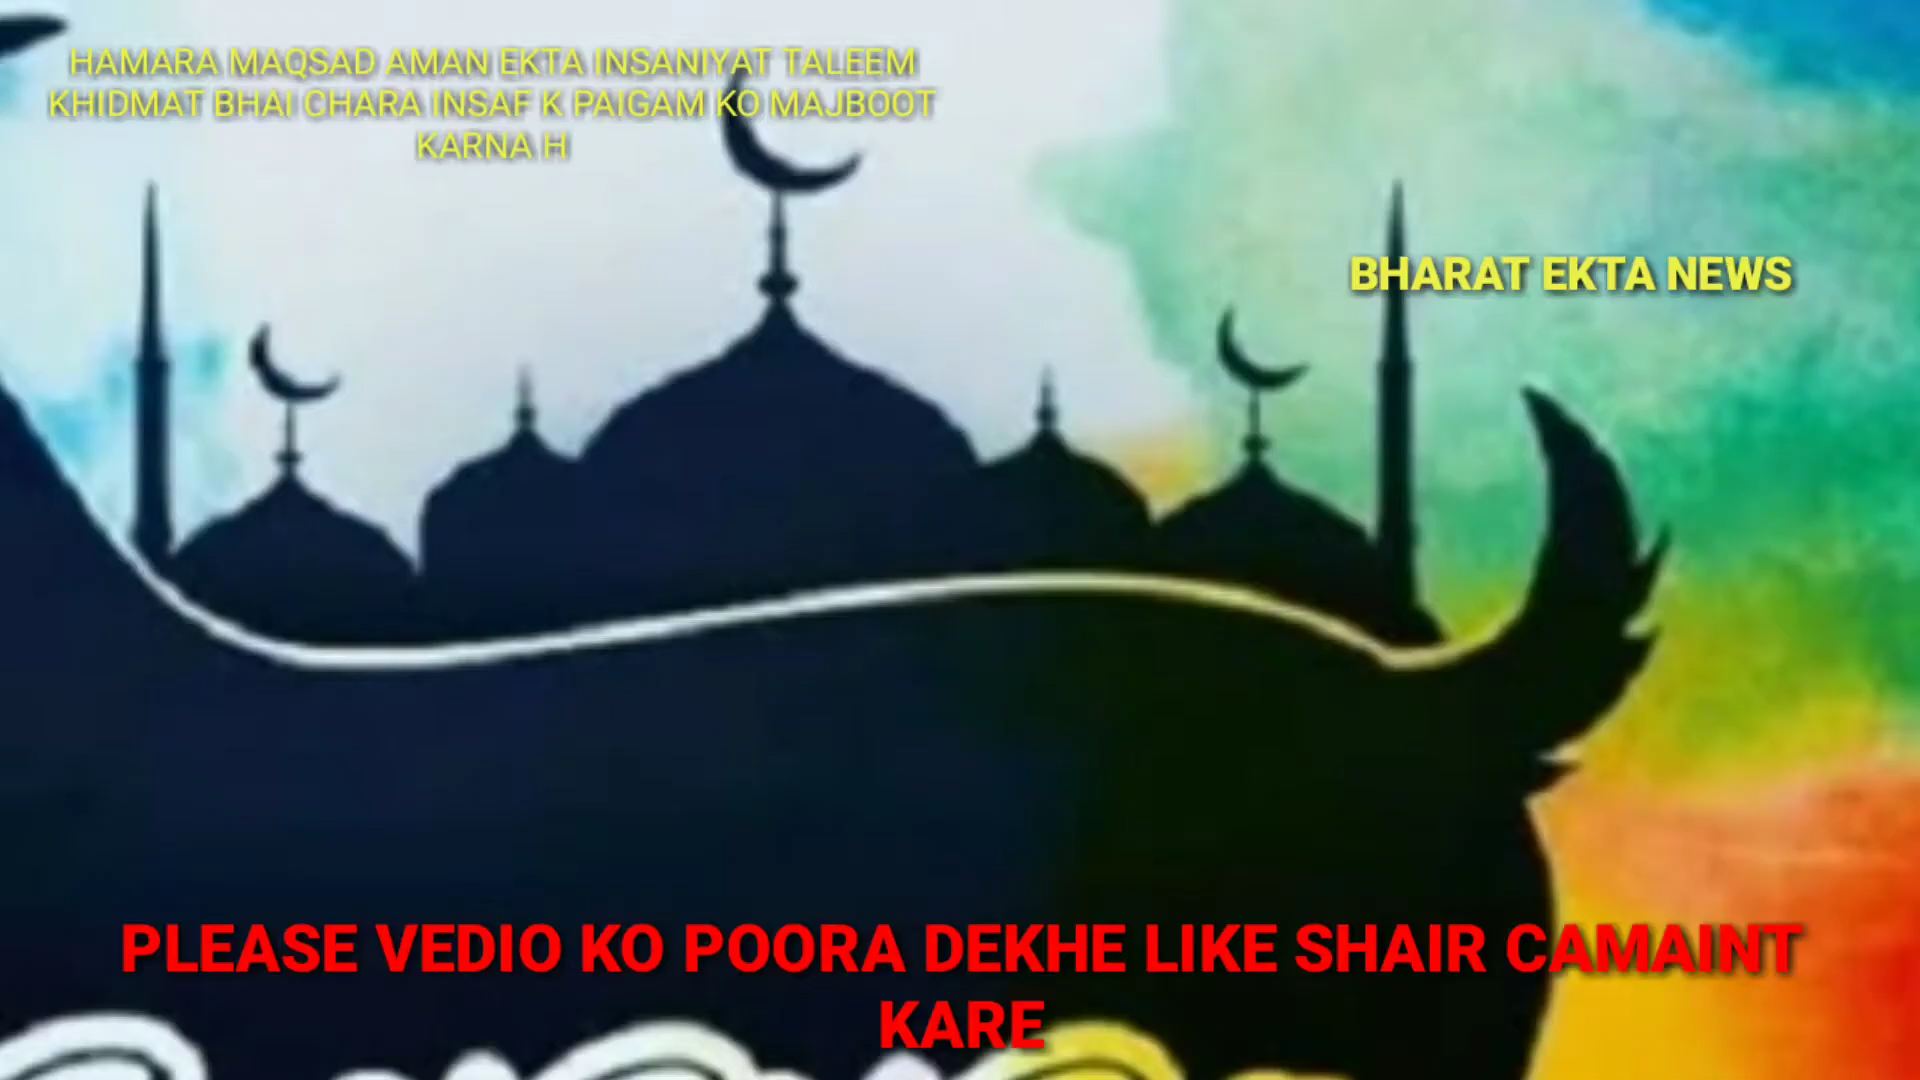 HAMARA MAQSAD AMAN EKTA INSANIYAT TALEEM
KHIDMAT BHAI CHARA INSAF K PAIGAM KO MAJBOOT
KARNA H
BHARAT EKTA NEWS
PLEASE VEDIO KO POORA DEKHE LIKE SHAIR CAMAINT
KARE